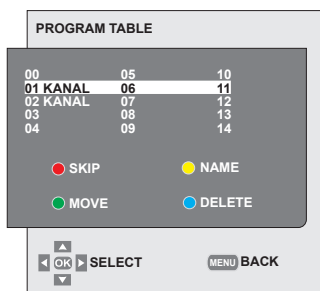 PROGRAM TABLE
00 05 10
01 KANAL 06 11
02 KANAL 07 12
03 08 13
04 09 14
SKIP NAME
MOVE DELETE
OK SELECT MENU BACK